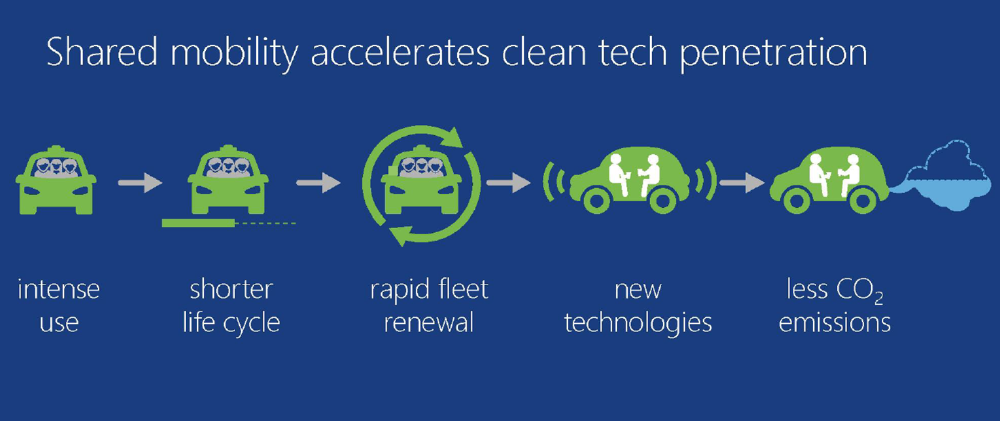 Shared mobility accelerates clean tech penetration
intense
use
shorter
life cycle
rapid fleet
renewal
new
technologies
less CO₂
emissions